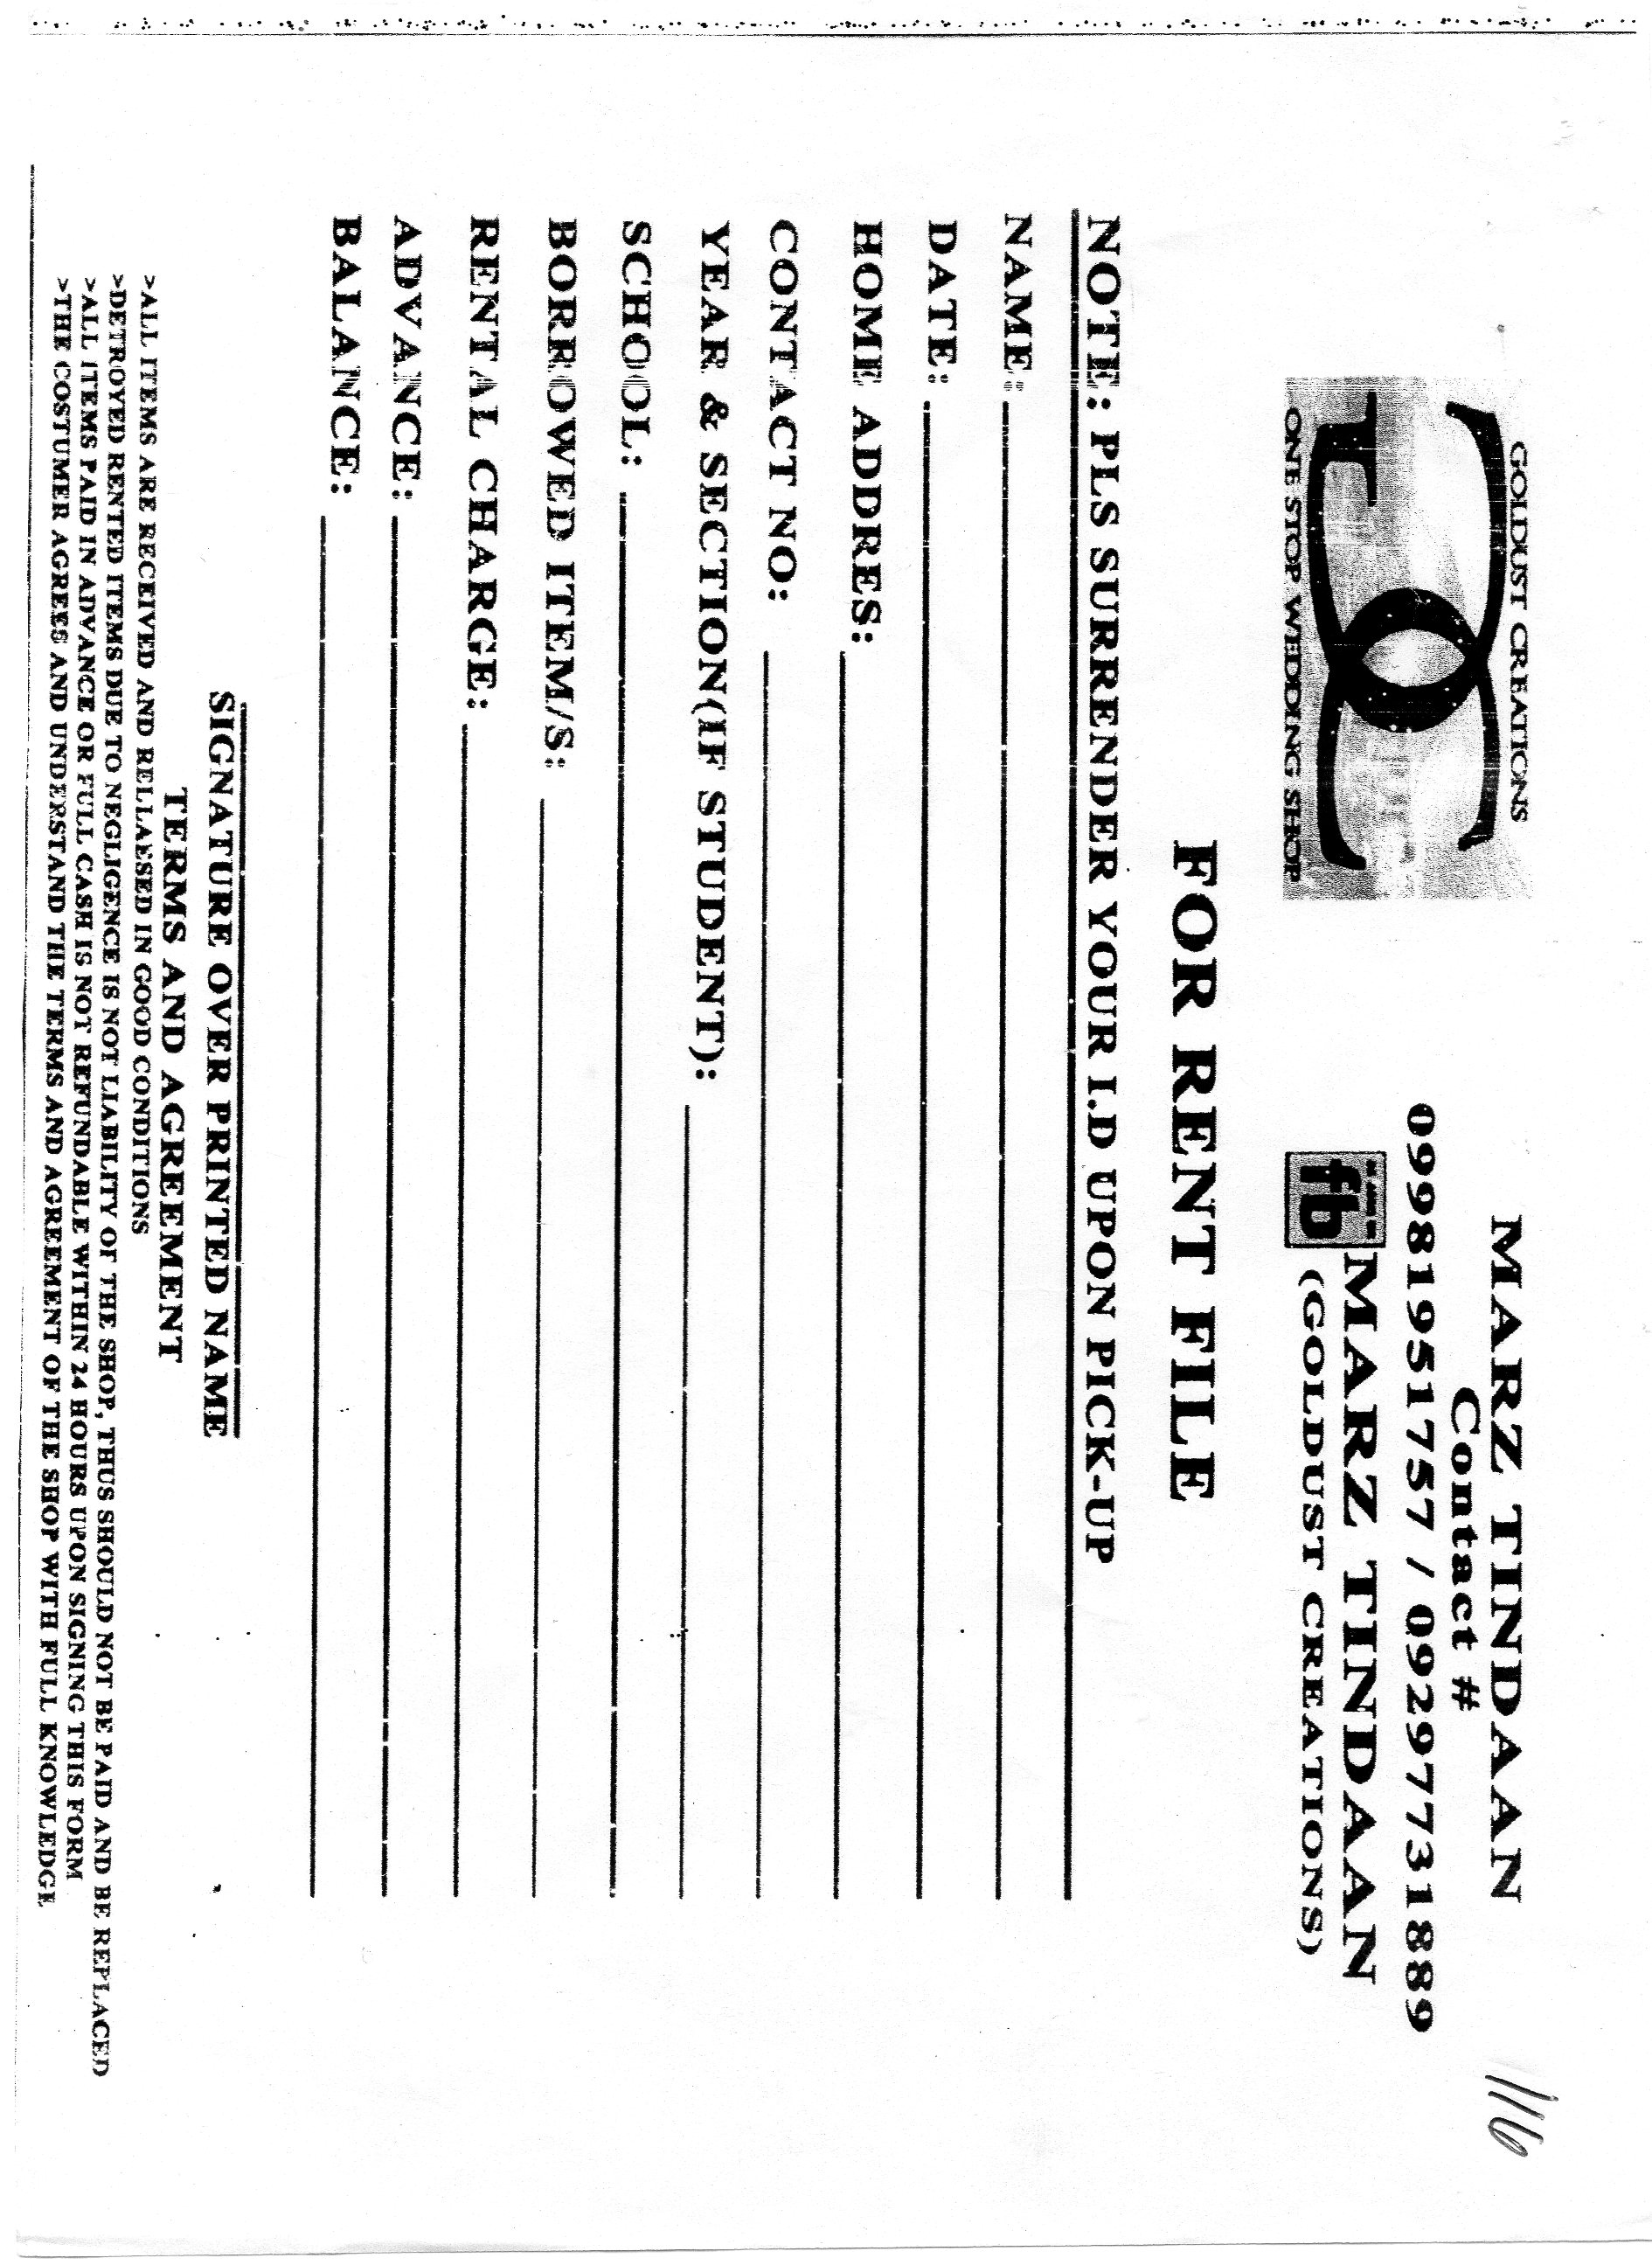 GOLDUST CREATIONS
GC
ONE STOP WEDDING SHOP
MARZ TINDAAN
Contact #
09981951757 / 09297731889
fb MARZ TINDAAN
(GOLDUST CREATIONS)
116
FOR RENT FILE
NOTE: PLS SURRENDER YOUR I.D UPON PICK-UP
NAME:
DATE:
HOME ADDRES:
CONTACT NO:
YEAR & SECTION(IF STUDENT):
SCHOOL:
BORROWED ITEM/S:
RENTAL CHARGE:
ADVANCE:
BALANCE:
SIGNATURE OVER PRINTED NAME
TERMS AND AGREEMENT
>ALL ITEMS ARE RECEIVED AND RELLAESED IN GOOD CONDITIONS
>DETROYED RENTED ITEMS DUE TO NEGLIGENCE IS NOT LIABILITY OF THE SHOP, THUS SHOULD NOT BE PAID AND BE REPLACED
>ALL ITEMS PAID IN ADVANCE OR FULL CASH IS NOT REFUNDABLE WITHIN 24 HOURS UPON SIGNING THIS FORM
>THE COSTUMER AGREES AND UNDERSTAND THE TERMS AND AGREEMENT OF THE SHOP WITH FULL KNOWLEDGE